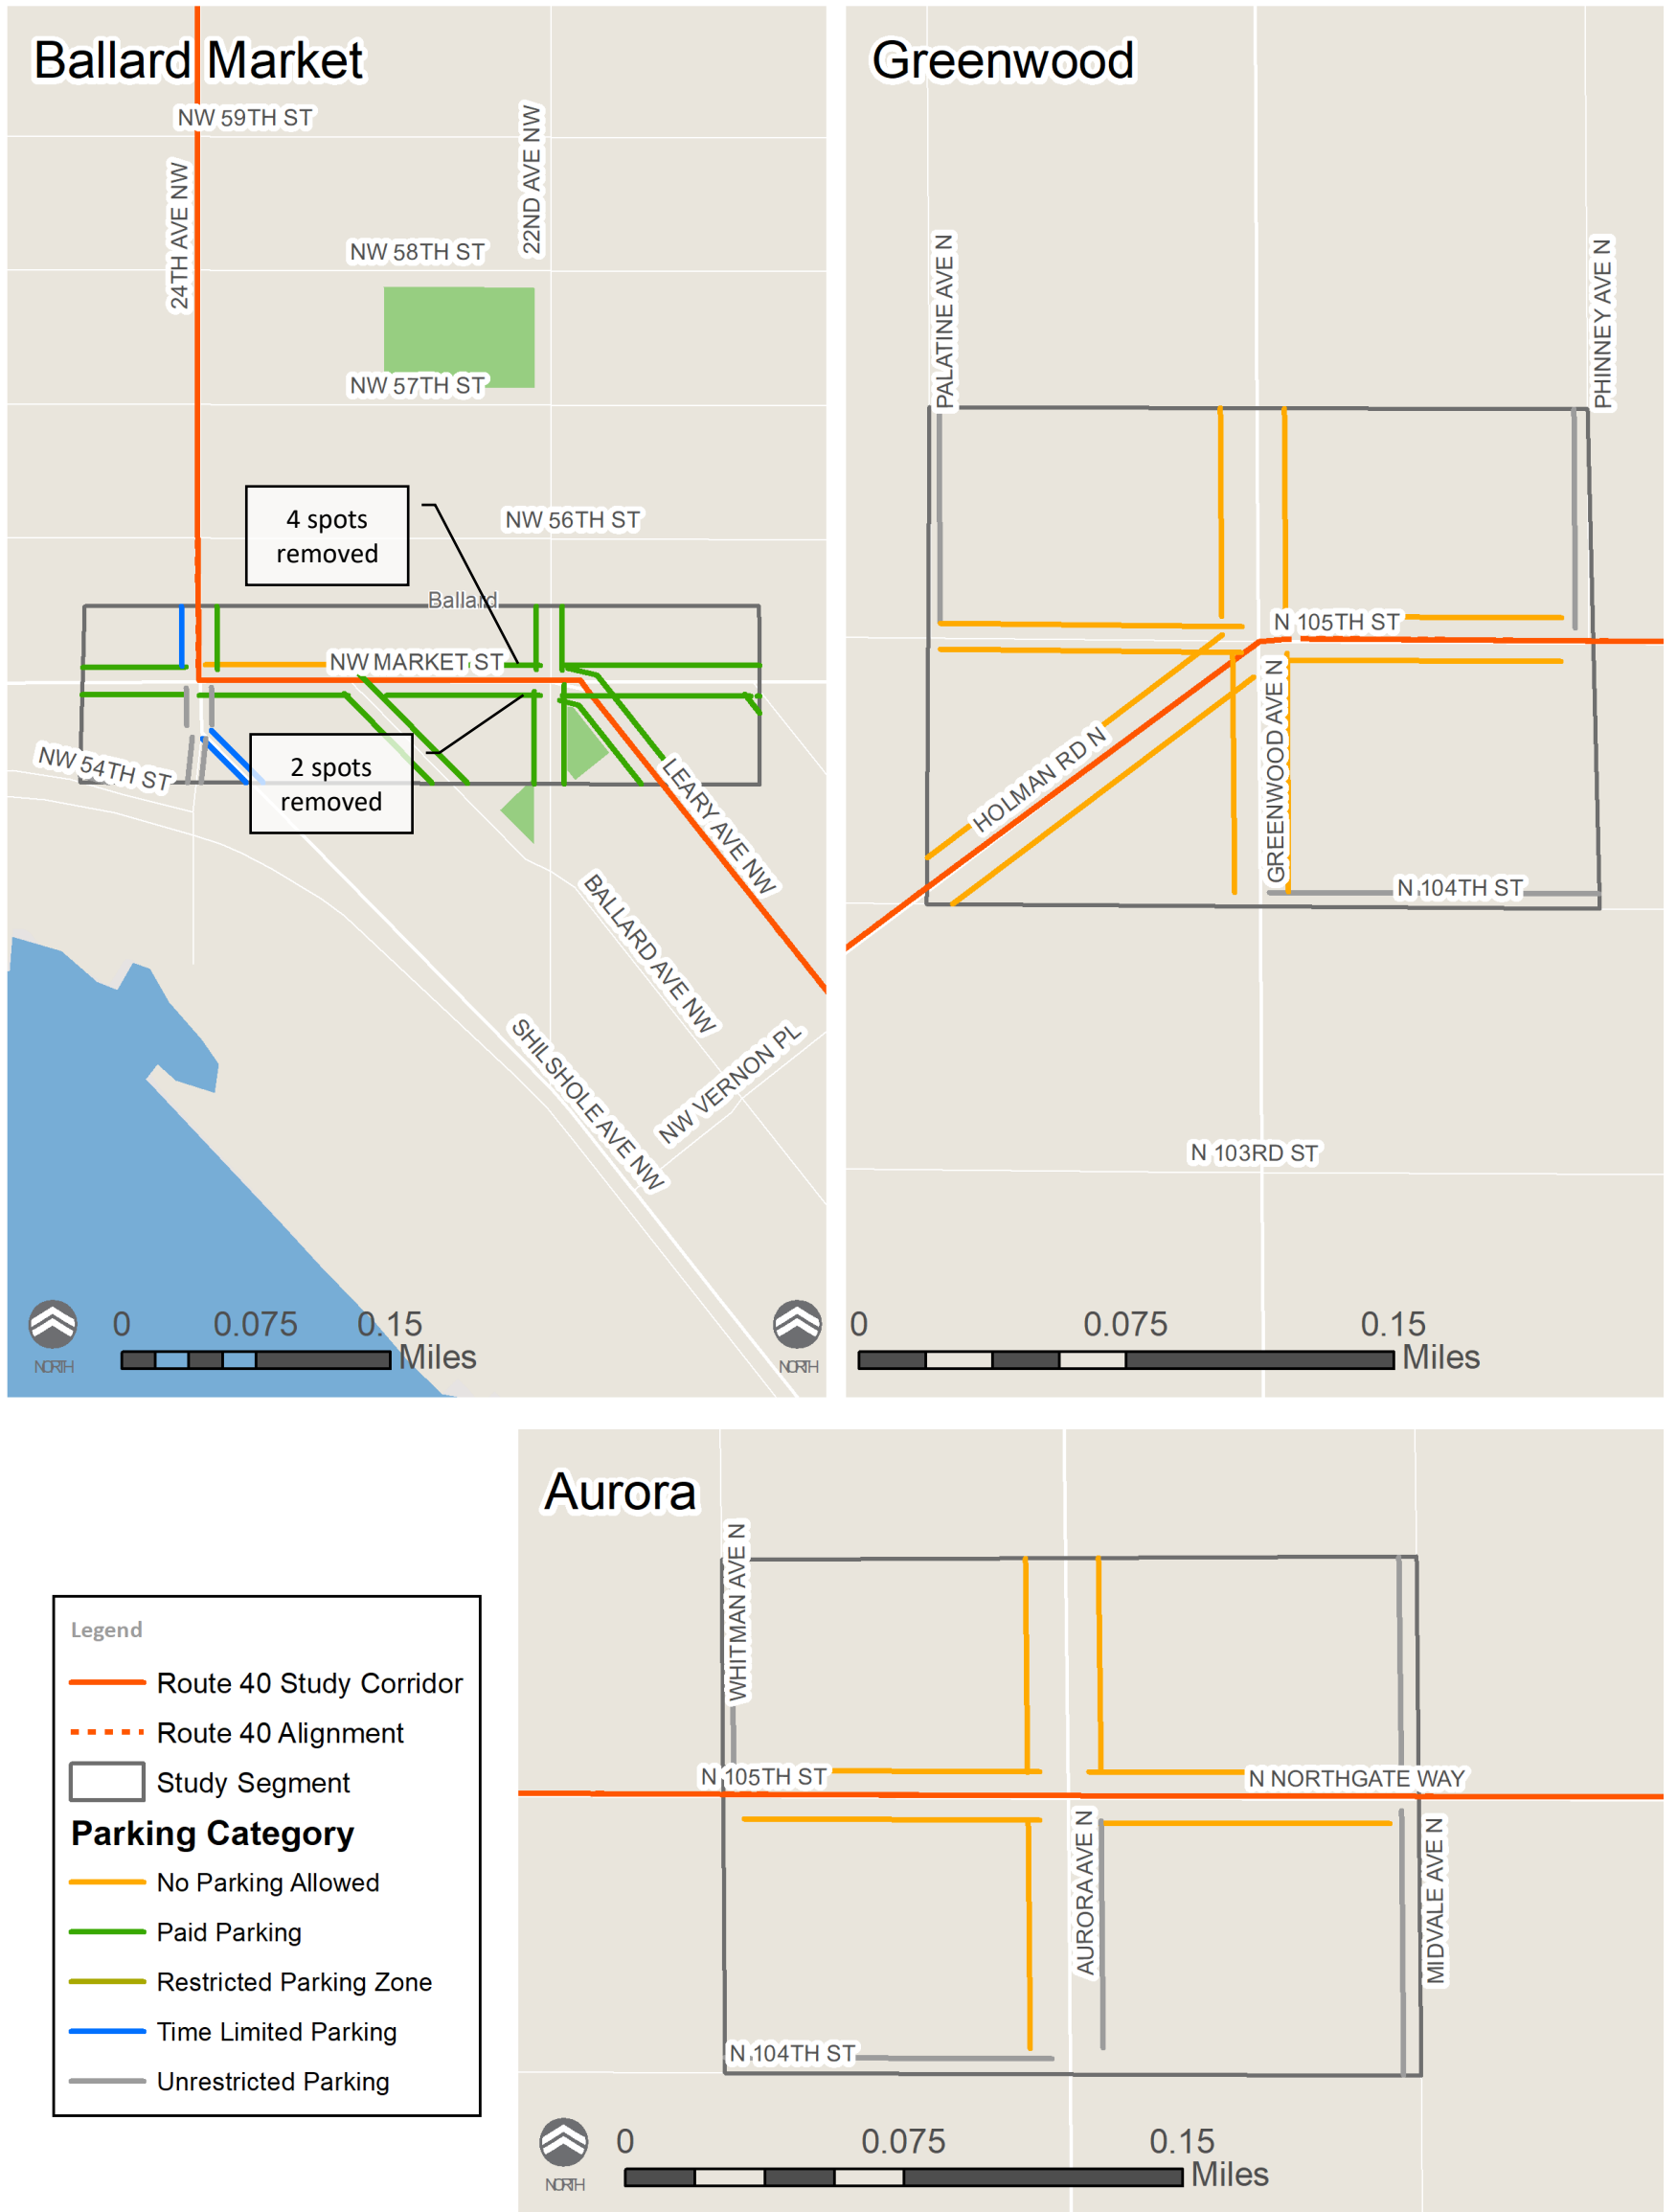 Ballard Market
NW 59TH ST
24TH AVE NW
22ND AVE NW
NW 58TH ST
NW 57TH ST
4 spots
removed
NW 56TH ST
Ballard
NW MARKET ST
NW 54TH ST
2 spots
removed
LEARY AVE NW
BALLARD AVE NW
SHILSHOLE AVE NW
NW VERNON PL
NORTH
0 0.075 0.15
Miles
Greenwood
PALATINE AVE N
PHINNEY AVE N
N 105TH ST
HOLMAN RD N
GREENWOOD AVE N
N 104TH ST
N 103RD ST
NORTH
0 0.075 0.15
Miles
Aurora
WHITMAN AVE N
N 105TH ST
N NORTHGATE WAY
AURORA AVE N
MIDVALE AVE N
N 104TH ST
NORTH
0 0.075 0.15
Miles
Legend
Route 40 Study Corridor
Route 40 Alignment
Study Segment
Parking Category
No Parking Allowed
Paid Parking
Restricted Parking Zone
Time Limited Parking
Unrestricted Parking